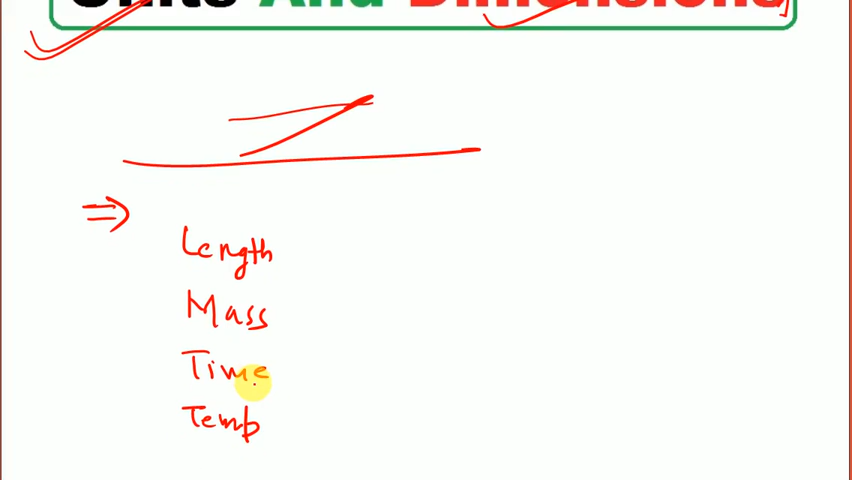 Units And Dimensions
⇒
Length
Mass
Time
Temp